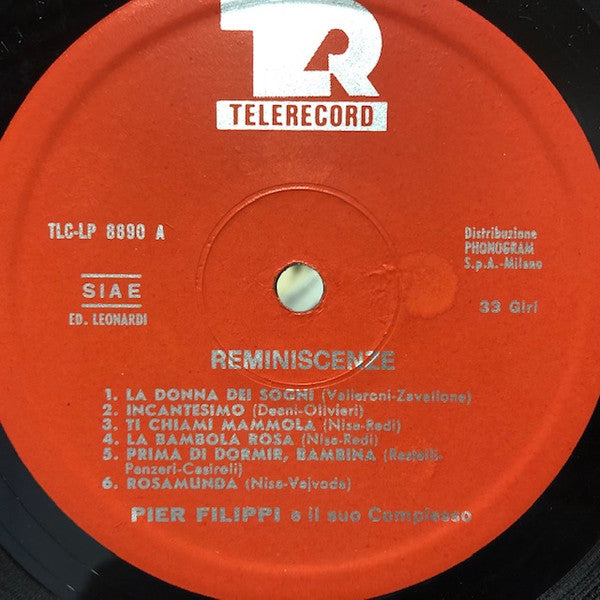 TR
TELERECORD
TLC-LP 8890 A
Distribuzione
PHONOGRAM
S.p.A.-Milano
SIAE
ED. LEONARDI
33 Giri
REMINISCENZE
1. LA DONNA DEI SOGNI (Valleroni-Zavallone)
2. INCANTESIMO (Deani-Olivieri)
3. TI CHIAMI MAMMOLA (Nisa-Redi)
4. LA BAMBOLA ROSA (Nisa-Redi)
5. PRIMA DI DORMIR, BAMBINA (Rastelli-
Panzeri-Casiroli)
6. ROSAMUNDA (Nisa-Vejvoda)
PIER FILIPPI e il suo Complesso